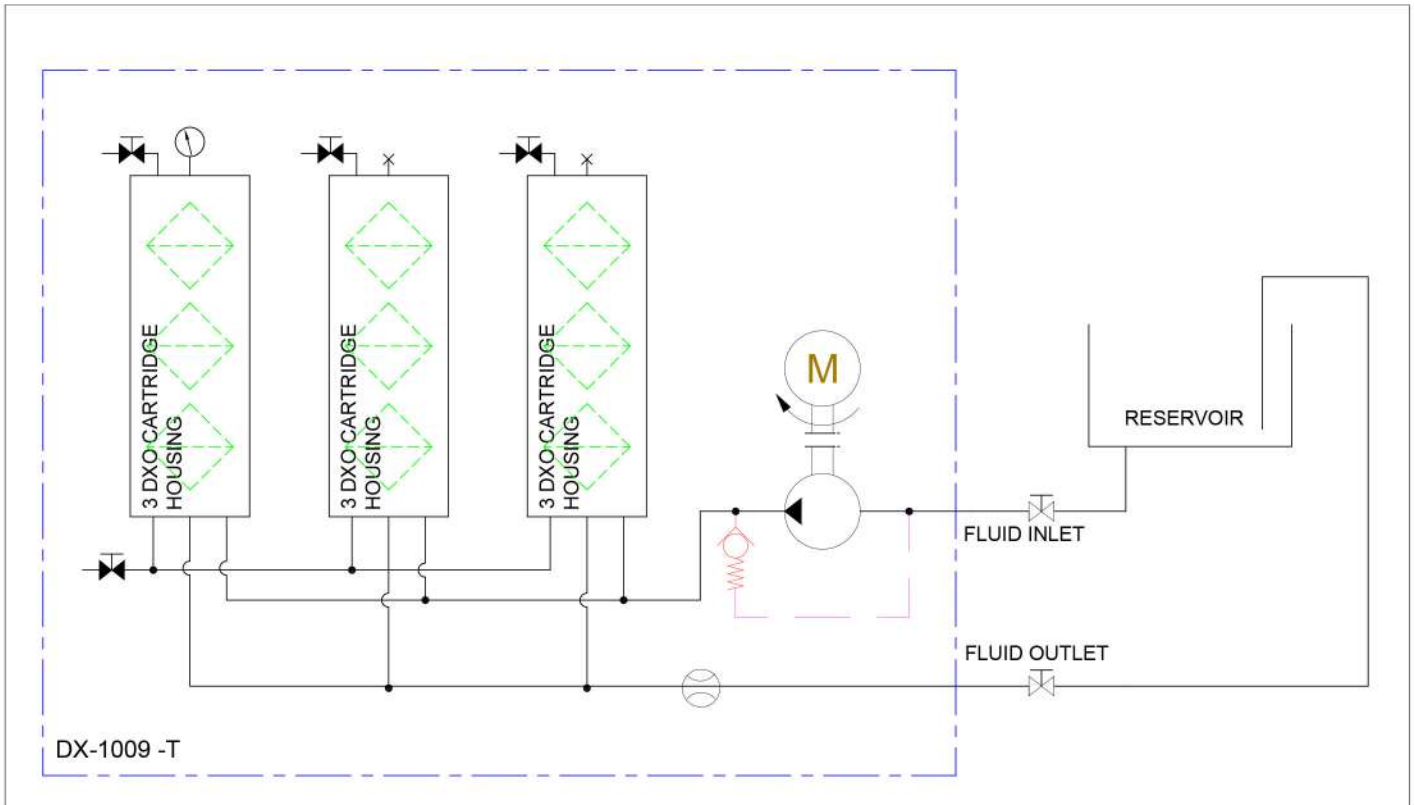 3 DXO CARTRIDGE
HOUSING
3 DXO CARTRIDGE
HOUSING
3 DXO CARTRIDGE
HOUSING
M
RESERVOIR
FLUID INLET
FLUID OUTLET
DX-1009 -T